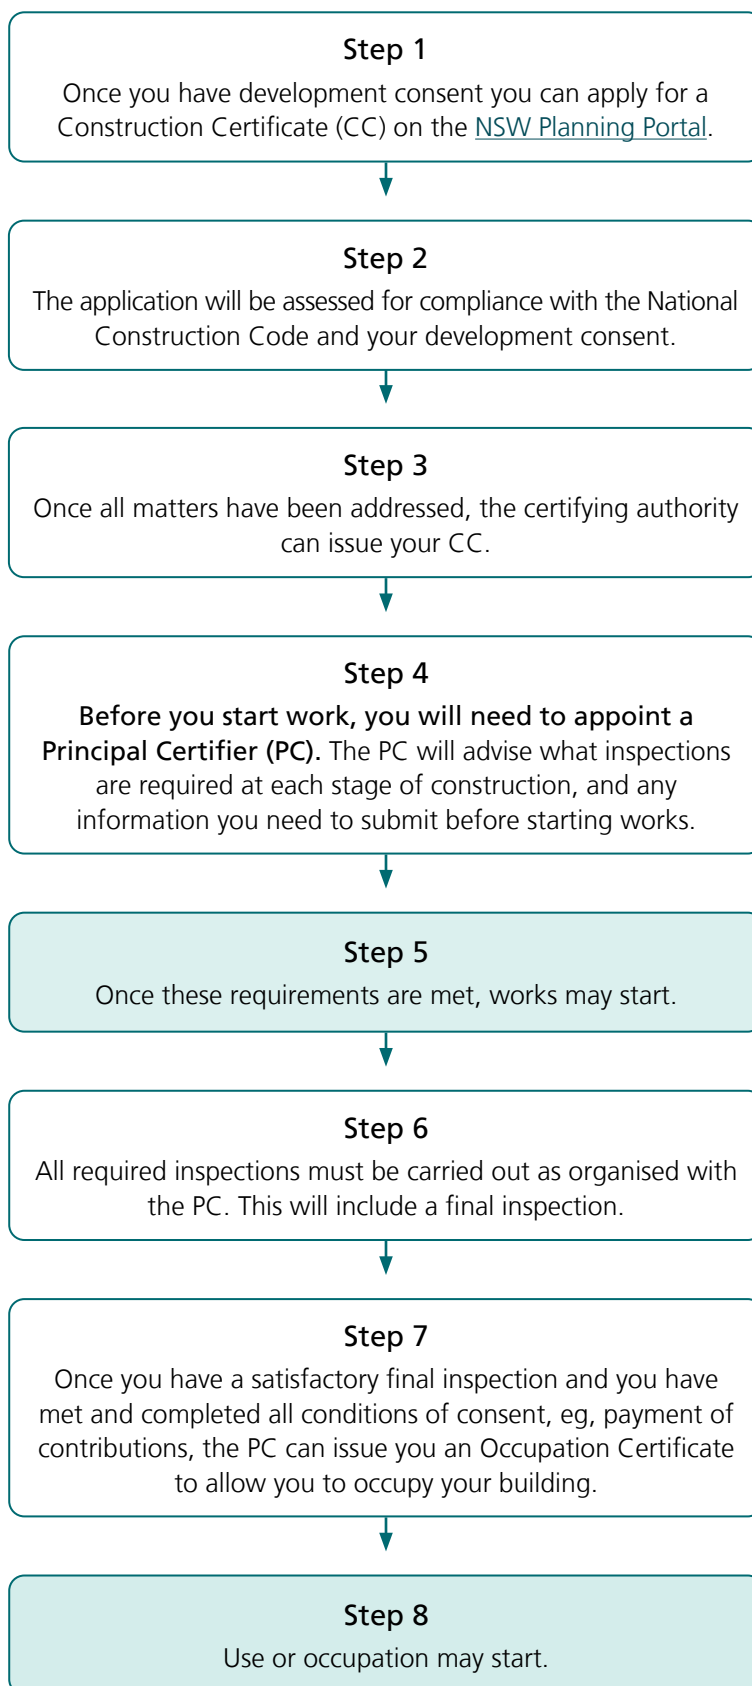 Step 1
Once you have development consent you can apply for a
Construction Certificate (CC) on the NSW Planning Portal.
Step 2
The application will be assessed for compliance with the National
Construction Code and your development consent.
Step 3
Once all matters have been addressed, the certifying authority
can issue your CC.
Step 4
Before you start work, you will need to appoint a
Principal Certifier (PC). The PC will advise what inspections
are required at each stage of construction, and any
information you need to submit before starting works.
Step 5
Once these requirements are met, works may start.
Step 6
All required inspections must be carried out as organised with
the PC. This will include a final inspection.
Step 7
Once you have a satisfactory final inspection and you have
met and completed all conditions of consent, eg, payment of
contributions, the PC can issue you an Occupation Certificate
to allow you to occupy your building.
Step 8
Use or occupation may start.